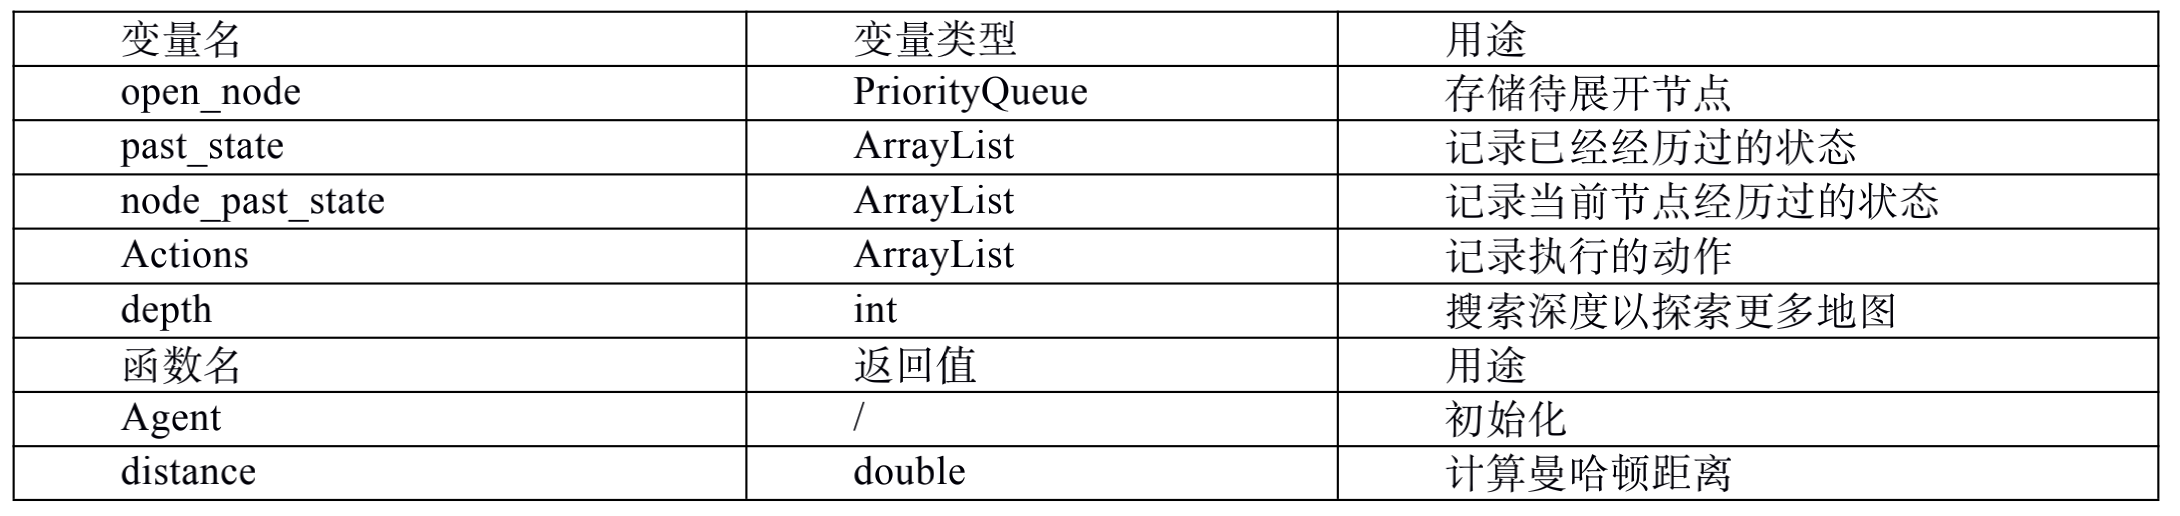 变量名 变量类型 用途
open_node PriorityQueue 存储待展开节点
past_state ArrayList 记录已经经历过的状态
node_past_state ArrayList 记录当前节点经历过的状态
Actions ArrayList 记录执行的动作
depth int 搜索深度以探索更多地图
函数名 返回值 用途
Agent / 初始化
distance double 计算曼哈顿距离